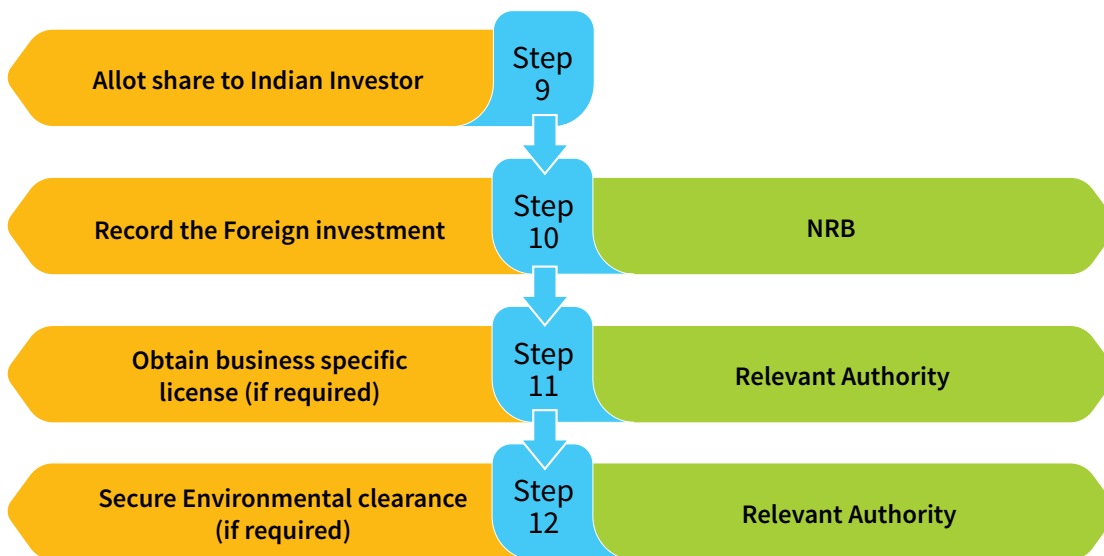 Allot share to Indian Investor
Step
9
Record the Foreign investment
Step
10
NRB
Obtain business specific
license (if required)
Step
11
Relevant Authority
Secure Environmental clearance
(if required)
Step
12
Relevant Authority